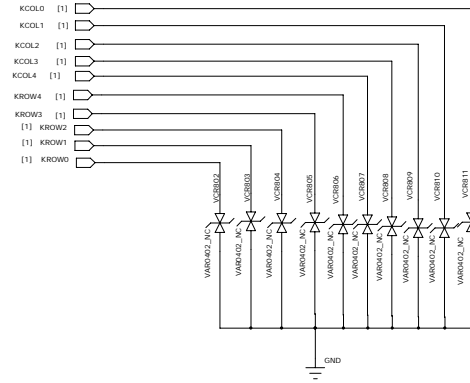 KCOL0 [1]
KCOL1 [1]
KCOL2 [1]
KCOL3 [1]
KCOL4 [1]
KROW4 [1]
KROW3 [1]
[1] KROW2
[1] KROW1
[1] KROW0
VCR802
VCR803
VCR804
VCR805
VCR806
VCR807
VCR808
VCR809
VCR810
VCR811
VAR0402_NC
VAR0402_NC
VAR0402_NC
VAR0402_NC
VAR0402_NC
VAR0402_NC
VAR0402_NC
VAR0402_NC
VAR0402_NC
VAR0402_NC
GND